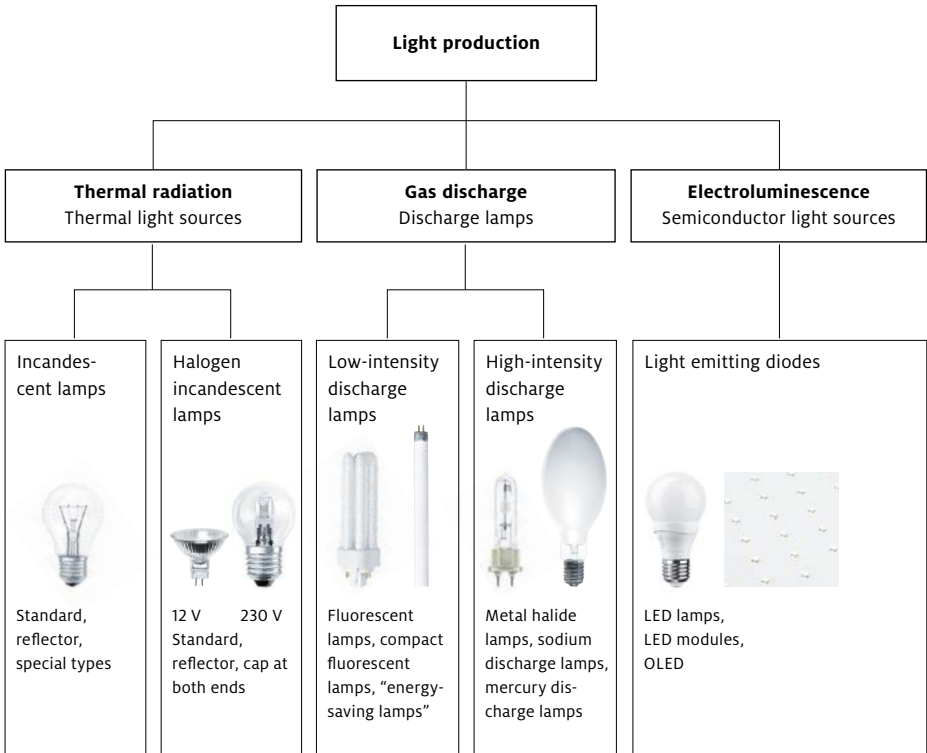 Light production
Thermal radiation
Thermal light sources
Gas discharge
Discharge lamps
Electroluminescence
Semiconductor light sources
Incandes-
cent lamps
Standard,
reflector,
special types
Halogen
incandescent
lamps
12 V 230 V
Standard,
reflector, cap at
both ends
Low-intensity
discharge
lamps
Fluorescent
lamps, compact
fluorescent
lamps, “energy-
saving lamps”
High-intensity
discharge
lamps
Metal halide
lamps, sodium
discharge lamps,
mercury dis-
charge lamps
Light emitting diodes
LED lamps,
LED modules,
OLED